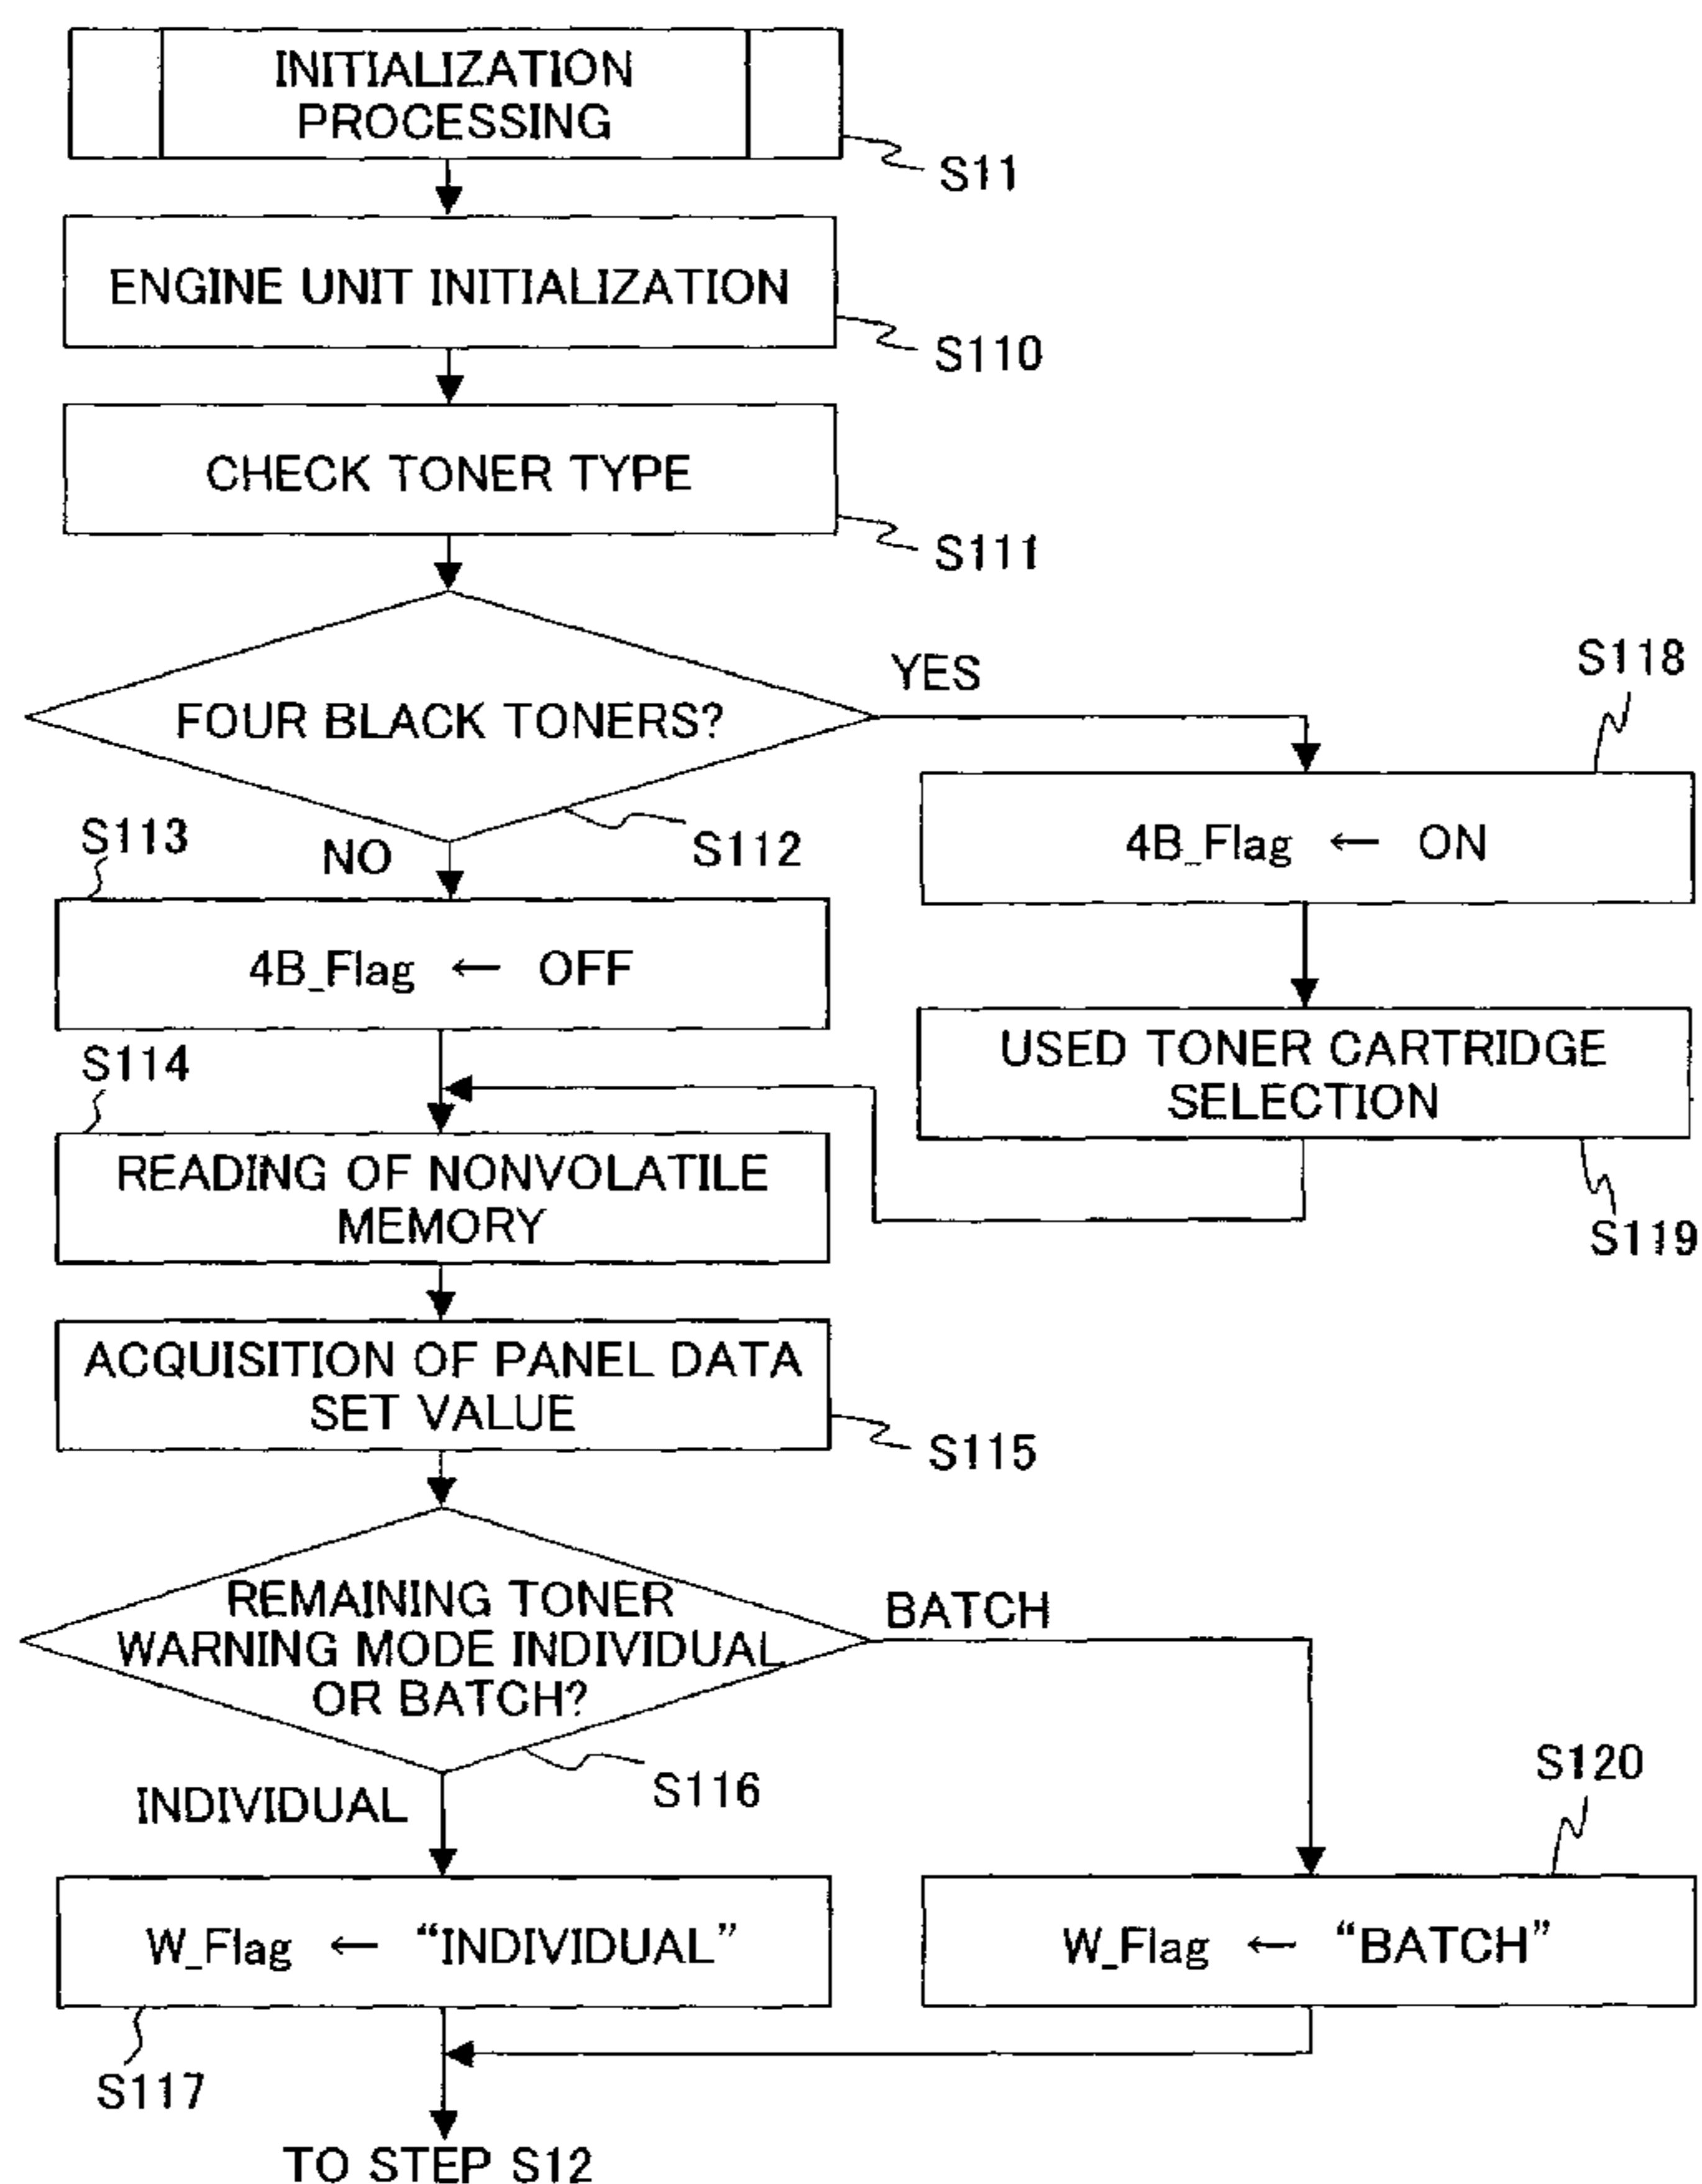 INITIALIZATION
PROCESSING
S11
ENGINE UNIT INITIALIZATION
S110
CHECK TONER TYPE
S111
FOUR BLACK TONERS?
YES
S112
NO
S118
4B_Flag ← ON
S113
4B_Flag ← OFF
USED TONER CARTRIDGE
SELECTION
S119
S114
READING OF NONVOLATILE
MEMORY
ACQUISITION OF PANEL DATA
SET VALUE
S115
REMAINING TONER
WARNING MODE INDIVIDUAL
OR BATCH?
BATCH
S116
INDIVIDUAL
S120
W_Flag ← “INDIVIDUAL”
W_Flag ← “BATCH”
S117
TO STEP S12